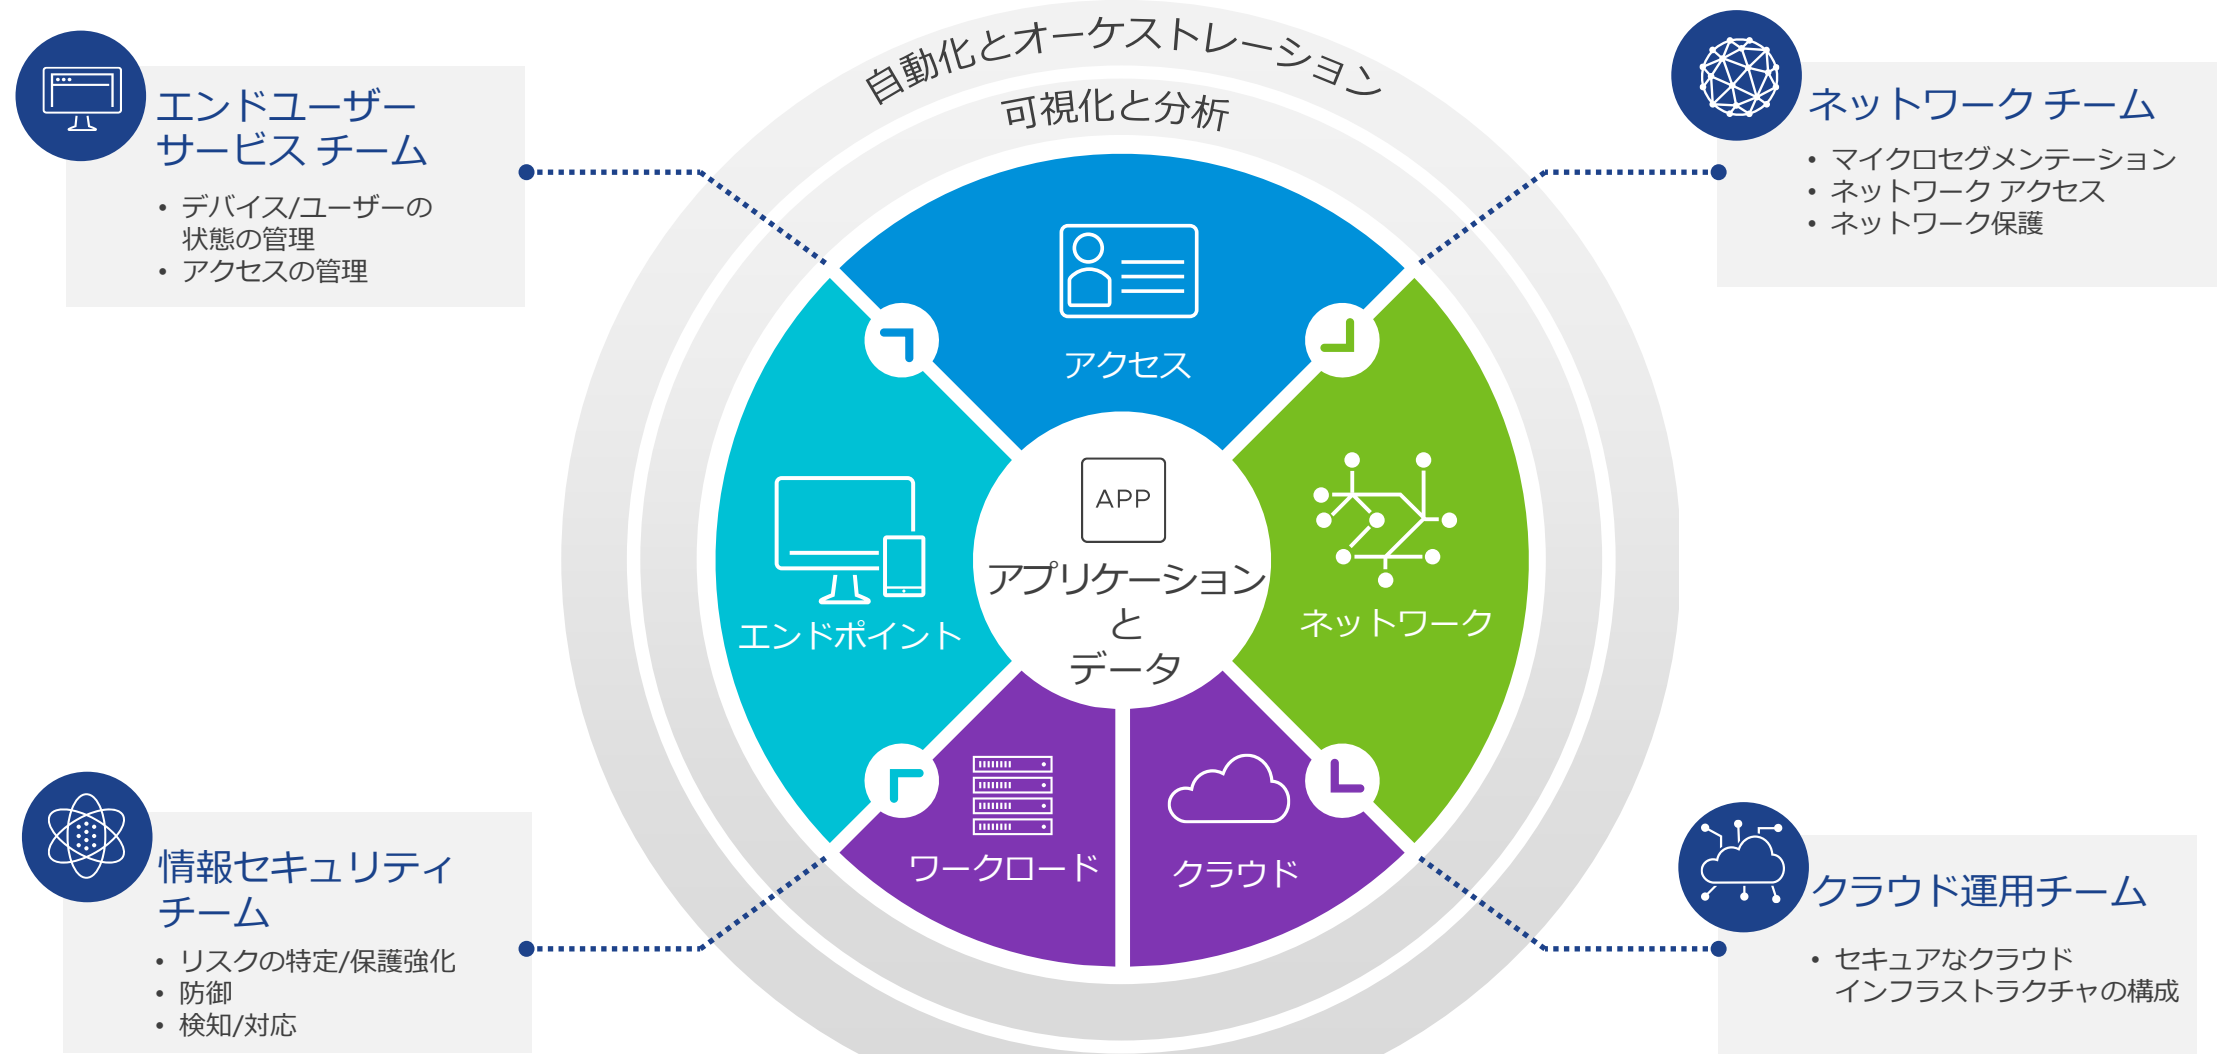 自動化とオーケストレーション
可視化と分析
エンドユーザー
サービス チーム
• デバイス/ユーザーの
状態の管理
• アクセスの管理
ネットワーク チーム
• マイクロセグメンテーション
• ネットワーク アクセス
• ネットワーク保護
アクセス
エンドポイント
APP
アプリケーション
と
データ
ネットワーク
ワークロード
クラウド
情報セキュリティ
チーム
• リスクの特定/保護強化
• 防御
• 検知/対応
クラウド運用チーム
• セキュアなクラウド
インフラストラクチャの構成